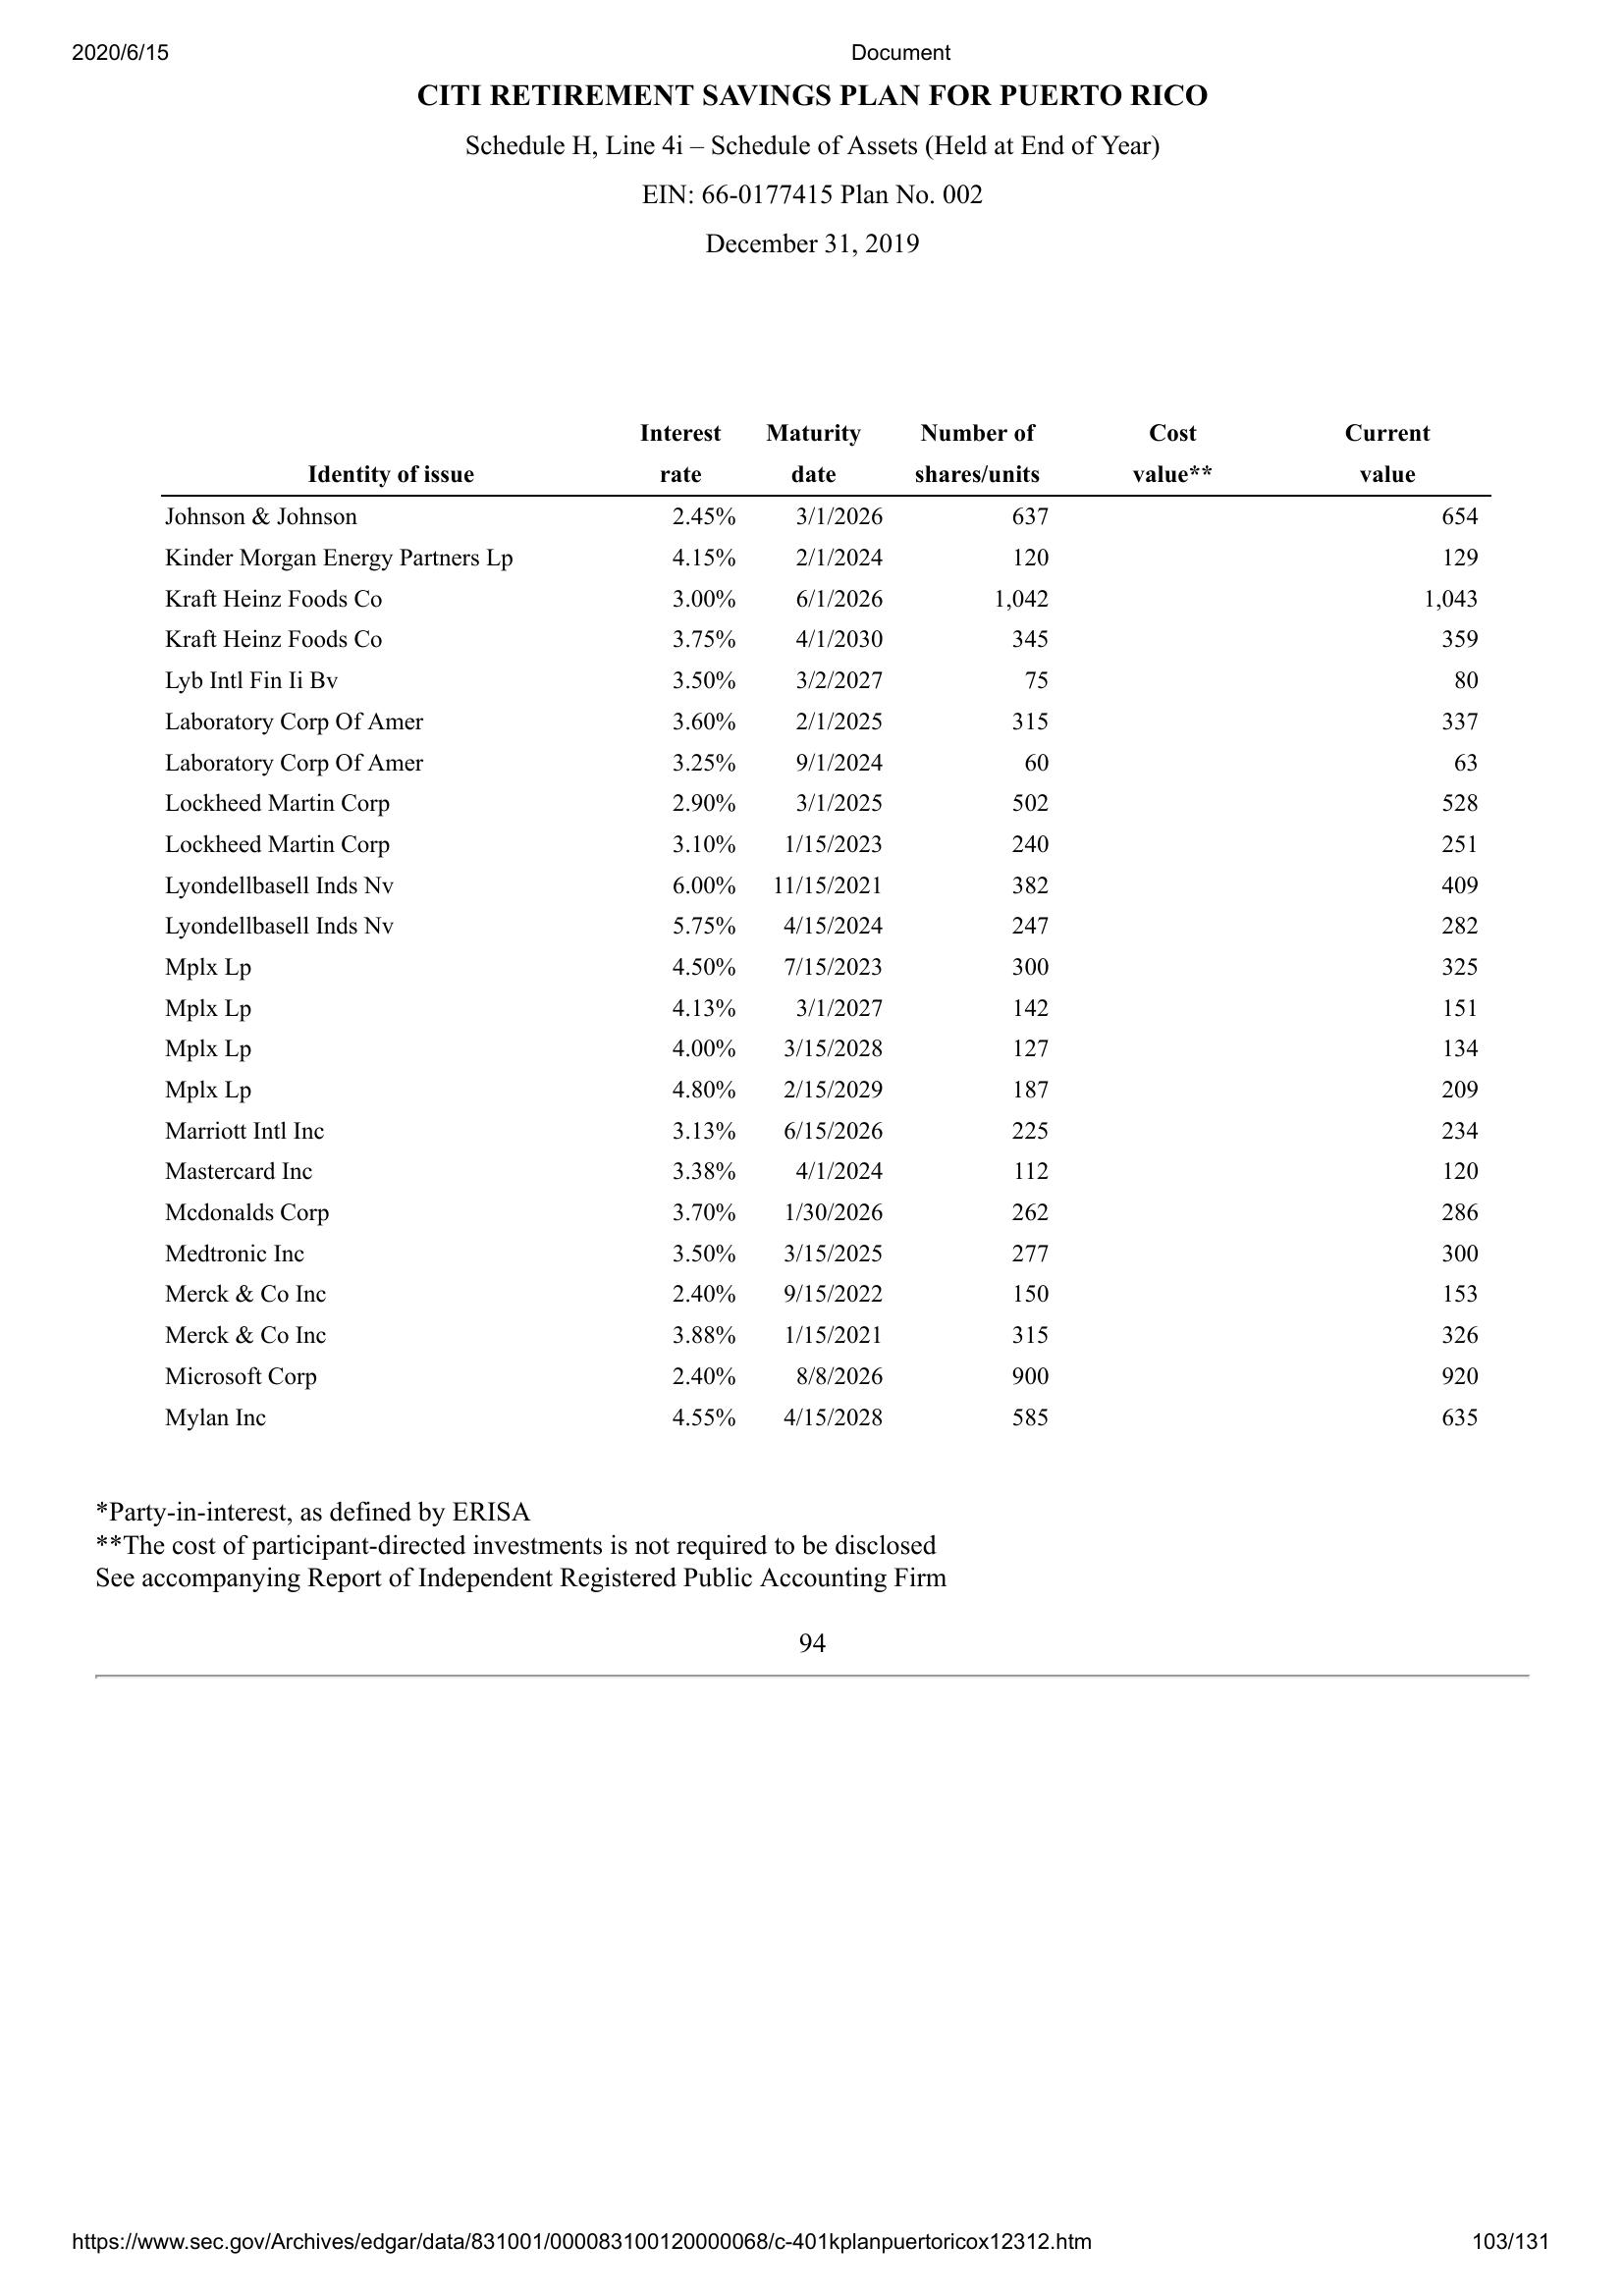 2020/6/15 Document
CITI RETIREMENT SAVINGS PLAN FOR PUERTO RICO
Schedule H, Line 4i – Schedule of Assets (Held at End of Year)
EIN: 66-0177415 Plan No. 002
December 31, 2019
Interest Maturity Number of Cost Current
Identity of issue rate date shares/units value** value
Johnson & Johnson 2.45% 3/1/2026 637 654
Kinder Morgan Energy Partners Lp 4.15% 2/1/2024 120 129
Kraft Heinz Foods Co 3.00% 6/1/2026 1,042 1,043
Kraft Heinz Foods Co 3.75% 4/1/2030 345 359
Lyb Intl Fin Ii Bv 3.50% 3/2/2027 75 80
Laboratory Corp Of Amer 3.60% 2/1/2025 315 337
Laboratory Corp Of Amer 3.25% 9/1/2024 60 63
Lockheed Martin Corp 2.90% 3/1/2025 502 528
Lockheed Martin Corp 3.10% 1/15/2023 240 251
Lyondellbasell Inds Nv 6.00% 11/15/2021 382 409
Lyondellbasell Inds Nv 5.75% 4/15/2024 247 282
Mplx Lp 4.50% 7/15/2023 300 325
Mplx Lp 4.13% 3/1/2027 142 151
Mplx Lp 4.00% 3/15/2028 127 134
Mplx Lp 4.80% 2/15/2029 187 209
Marriott Intl Inc 3.13% 6/15/2026 225 234
Mastercard Inc 3.38% 4/1/2024 112 120
Mcdonalds Corp 3.70% 1/30/2026 262 286
Medtronic Inc 3.50% 3/15/2025 277 300
Merck & Co Inc 2.40% 9/15/2022 150 153
Merck & Co Inc 3.88% 1/15/2021 315 326
Microsoft Corp 2.40% 8/8/2026 900 920
Mylan Inc 4.55% 4/15/2028 585 635
*Party-in-interest, as defined by ERISA
**The cost of participant-directed investments is not required to be disclosed
See accompanying Report of Independent Registered Public Accounting Firm
94
https://www.sec.gov/Archives/edgar/data/831001/000083100120000068/c-401kplanpuertoricox12312.htm 103/131